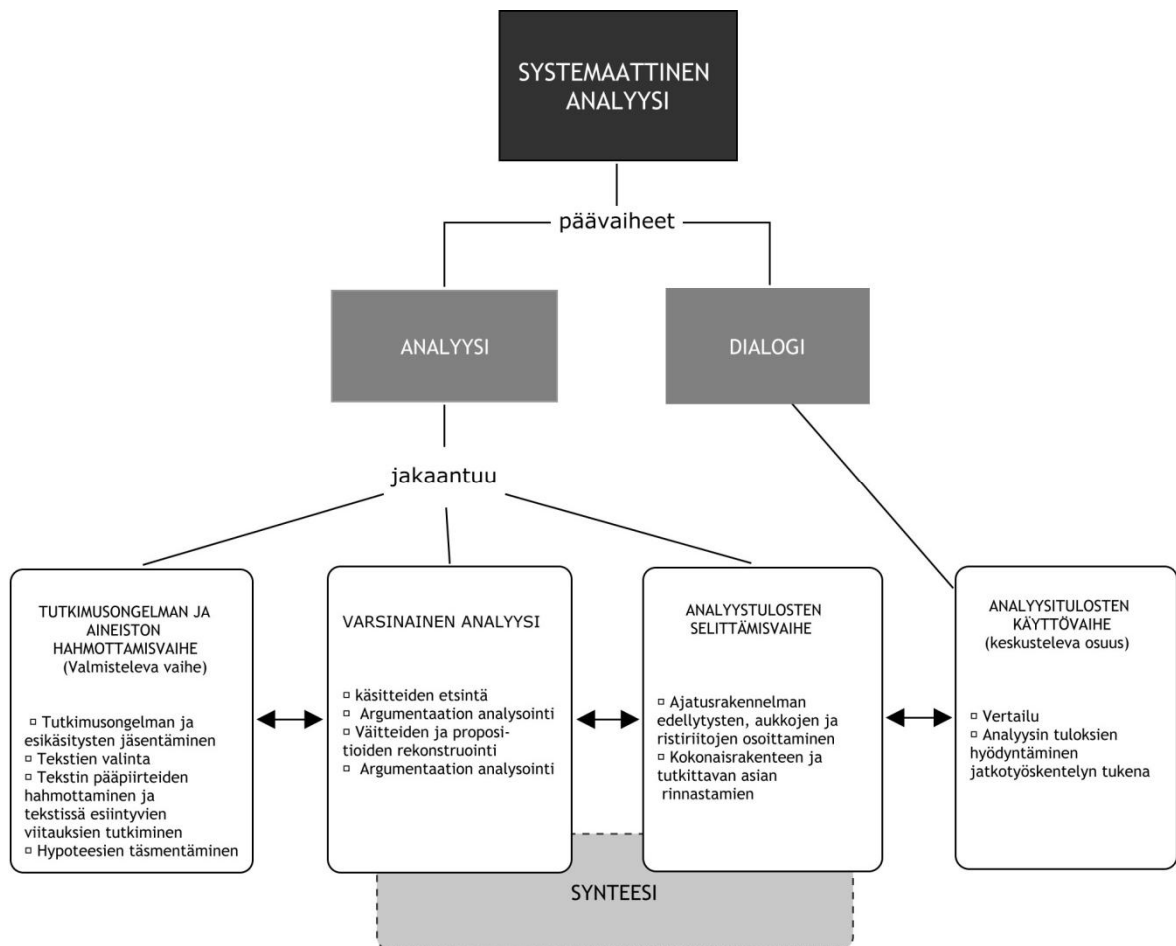 SYSTEMAATTINEN
ANALYYSI
päävaiheet
ANALYYSI
DIALOGI
jakaantuu
TUTKIMUSONGELMAN JA
AINEISTON
HAHMOTTAMISVAIHE
(Valmisteleva vaihe)
▫ Tutkimusongelman ja
esikäsitysten jäsentäminen
▫ Tekstien valinta
▫ Tekstin pääpiirteiden
hahmottaminen ja
tekstissä esiintyvien
viitauksien tutkiminen
▫ Hypoteesien täsmentäminen
VARSINAINEN ANALYYSI
▫ käsitteiden etsintä
▫ Argumentaation analysointi
▫ Väitteiden ja proposi-
tioiden rekonstruointi
▫ Argumentaation analysointi
ANALYYSTULOSTEN
SELITTÄMISVAIHE
▫ Ajatusrakennelman
edellytysten, aukkojen ja
ristiriitojen osoittaminen
▫ Kokonaisrakenteen ja
tutkittavan asian
rinnastamien
ANALYYSITULOSTEN
KÄYTTÖVAIHE
(keskusteleva osuus)
▫ Vertailu
▫ Analyysin tuloksien
hyödyntäminen
jatkotyöskentelyn tukena
SYNTEESI